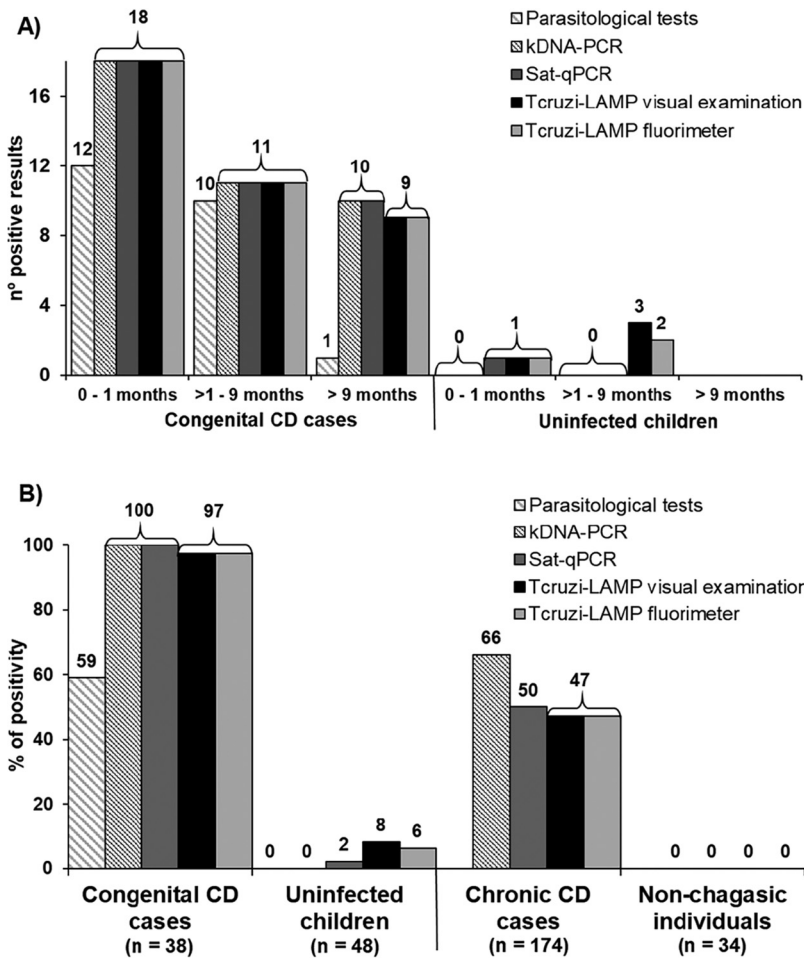 A)
Parasitological tests
kDNA-PCR
Sat-qPCR
Tcruzi-LAMP visual examination
Tcruzi-LAMP fluorimeter
nº positive results
16
12
8
4
0
12
18
10
11
1
10
9
0
1
0
3
2
0 - 1 months
>1 - 9 months
> 9 months
0 - 1 months
>1 - 9 months
> 9 months
Congenital CD cases
Uninfected children
B)
Parasitological tests
kDNA-PCR
Sat-qPCR
Tcruzi-LAMP visual examination
Tcruzi-LAMP fluorimeter
% of positivity
100
80
60
40
20
0
59
100
97
0
0
2
8
6
66
50
47
0
0
0
0
Congenital CD
cases
(n = 38)
Uninfected
children
(n = 48)
Chronic CD
cases
(n = 174)
Non-chagasic
individuals
(n = 34)